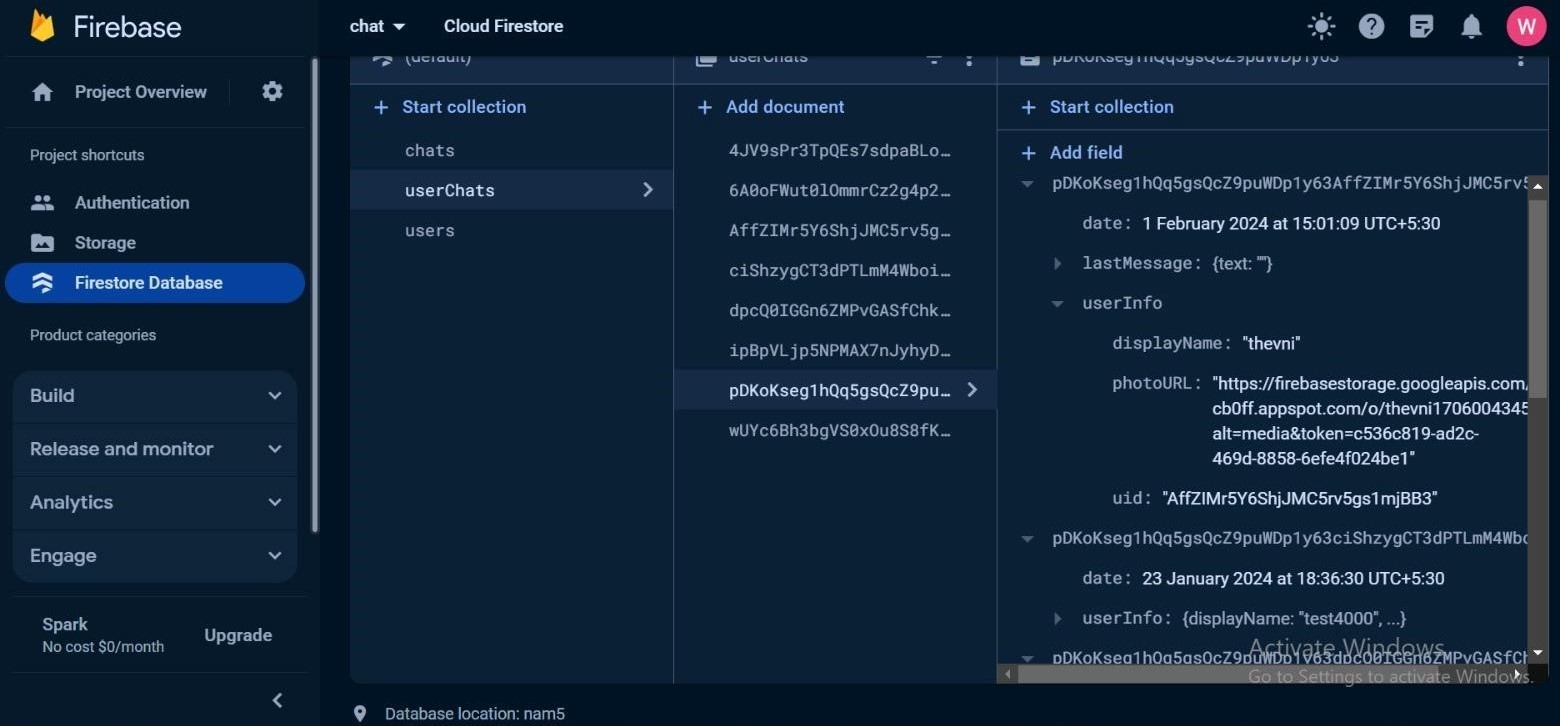 Firebase
chat
Cloud Firestore
W
Project Overview
Project shortcuts
Authentication
Storage
Firestore Database
Product categories
Build
Release and monitor
Analytics
Engage
Spark
No cost $0/month
Upgrade
(default)
+ Start collection
chats
userChats
users
userChats
+ Add document
4JV9sPr3TpQEs7sdpaBLo…
6A0oFWut0lOmmrCz2g4p2…
AffZIMr5Y6ShjJMC5rv5g…
ciShzygCT3dPTLmM4Wboi…
dpcQ0IGGn6ZMPvGASfChk…
ipBpVLjp5NPMAX7nJyhyD…
pDKoKseg1hQq5gsQcZ9pu…
wUYc6Bh3bgVS0xOu8S8fK…
pDKoKseg1hQq5gsQcZ9puWDp1y63
+ Start collection
+ Add field
pDKoKseg1hQq5gsQcZ9puWDp1y63AffZIMr5Y6ShjJMC5rv5
date: 1 February 2024 at 15:01:09 UTC+5:30
lastMessage: {text: ""}
userInfo
displayName: "thevni"
photoURL: "https://firebasestorage.googleapis.com/
cb0ff.appspot.com/o/thevni1706004345
alt=media&token=c536c819-ad2c-
469d-8858-6efe4f024be1"
uid: "AffZIMr5Y6ShjJMC5rv5gs1mjBB3"
pDKoKseg1hQq5gsQcZ9puWDp1y63ciShzygCT3dPTLmM4Wbo
date: 23 January 2024 at 18:36:30 UTC+5:30
userInfo: {displayName: "test4000", ...}
pDKoKseg1hQq5gsQcZ9puWDp1y63dpcQ0IGGn6ZMPvGASfCh
Activate Windows
Go to Settings to activate Windows.
Database location: nam5